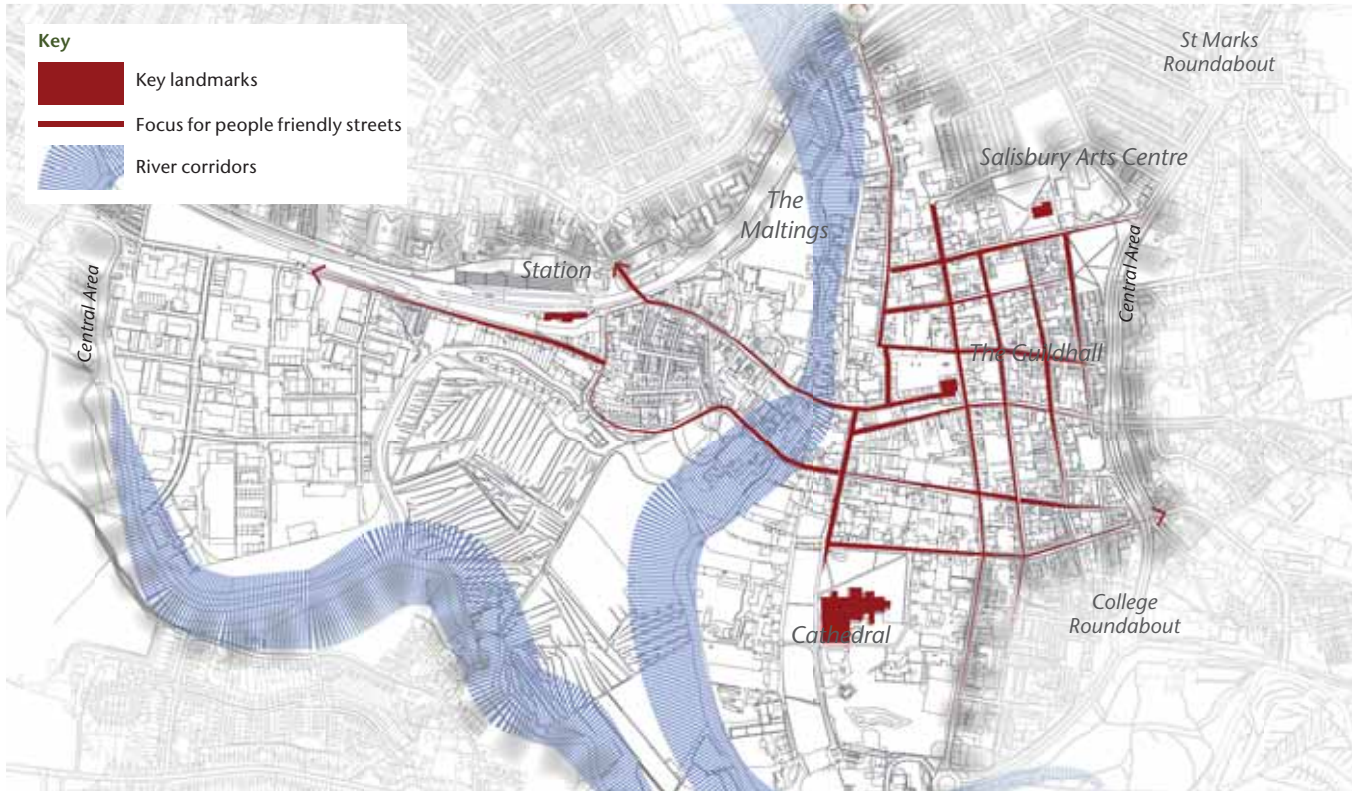 Key
Key landmarks
Focus for people friendly streets
River corridors
St Marks
Roundabout
Salisbury Arts Centre
The
Maltings
Station
Central Area
Central Area
The Guildhall
College
Roundabout
Cathedral